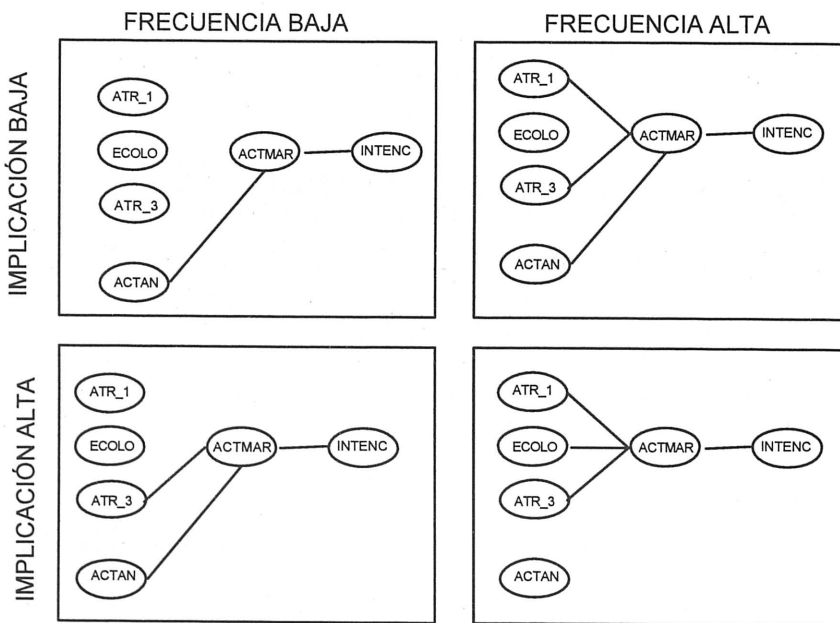 FRECUENCIA BAJA
FRECUENCIA ALTA
IMPLICACIÓN BAJA
ATR_1
ECOLO
ATR_3
ACTAN
ACTMAR
INTENC
ATR_1
ECOLO
ATR_3
ACTAN
ACTMAR
INTENC
IMPLICACIÓN ALTA
ATR_1
ECOLO
ATR_3
ACTAN
ACTMAR
INTENC
ATR_1
ECOLO
ATR_3
ACTAN
ACTMAR
INTENC